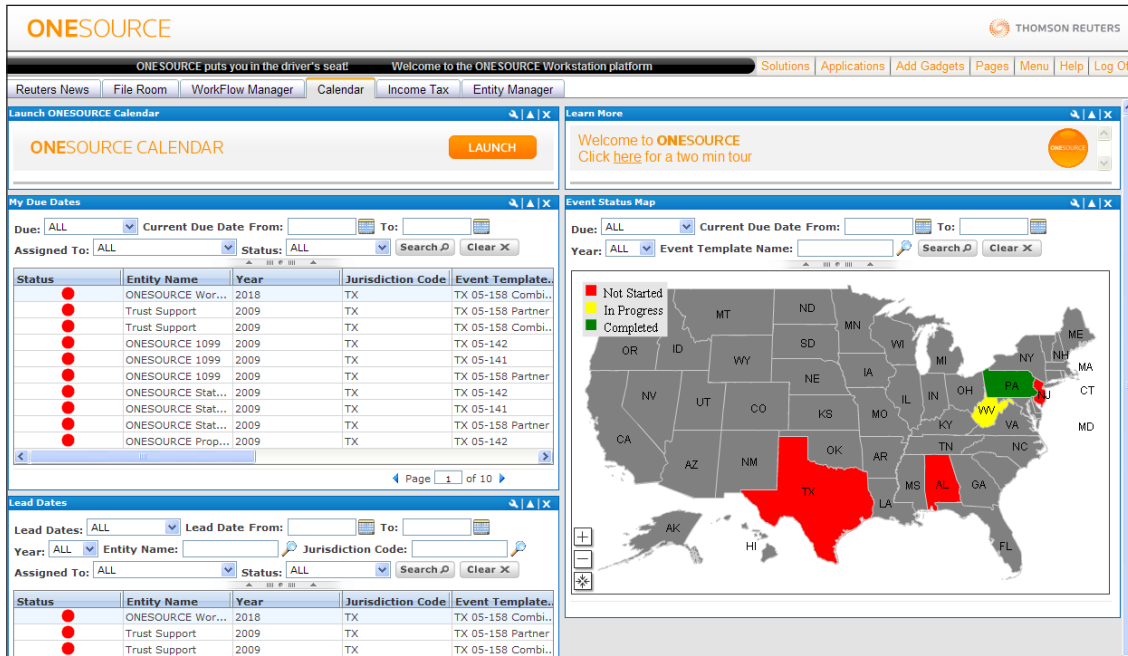 ONESOURCE
THOMSON REUTERS
ONESOURCE puts you in the driver's seat! Welcome to the ONESOURCE Workstation platform
Solutions | Applications | Add Gadgets | Pages | Menu | Help | Log Of
Reuters News File Room WorkFlow Manager Calendar Income Tax Entity Manager
Launch ONESOURCE Calendar
ONESOURCE CALENDAR LAUNCH
Learn More
Welcome to ONESOURCE
Click here for a two min tour
ONESOURCE
My Due Dates
Due: ALL Current Due Date From: To:
Assigned To: ALL Status: ALL Search Clear X
Status Entity Name Year Jurisdiction Code Event Template..
ONESOURCE Wor... 2018 TX TX 05-158 Combi..
Trust Support 2009 TX TX 05-158 Partner
Trust Support 2009 TX TX 05-158 Combi..
ONESOURCE 1099 2009 TX TX 05-142
ONESOURCE 1099 2009 TX TX 05-141
ONESOURCE 1099 2009 TX TX 05-158 Partner
ONESOURCE Stat... 2009 TX TX 05-142
ONESOURCE Stat... 2009 TX TX 05-141
ONESOURCE Stat... 2009 TX TX 05-158 Partner
ONESOURCE Prop... 2009 TX TX 05-142
Page 1 of 10
Event Status Map
Due: ALL Current Due Date From: To:
Year: ALL Event Template Name: Search Clear X
Not Started
In Progress
Completed
MT ND MN ME
OR ID WY SD WI MI NY NH MA
NV UT CO NE IA IL IN OH PA NJ CT
CA KS MO KY WV VA MD
AZ NM OK AR TN NC
TX LA MS AL GA
AK HI FL
Lead Dates
Lead Dates: ALL Lead Date From: To:
Year: ALL Entity Name: Jurisdiction Code:
Assigned To: ALL Status: ALL Search Clear X
Status Entity Name Year Jurisdiction Code Event Template..
ONESOURCE Wor... 2018 TX TX 05-158 Combi..
Trust Support 2009 TX TX 05-158 Partner
Trust Support 2009 TX TX 05-158 Combi..